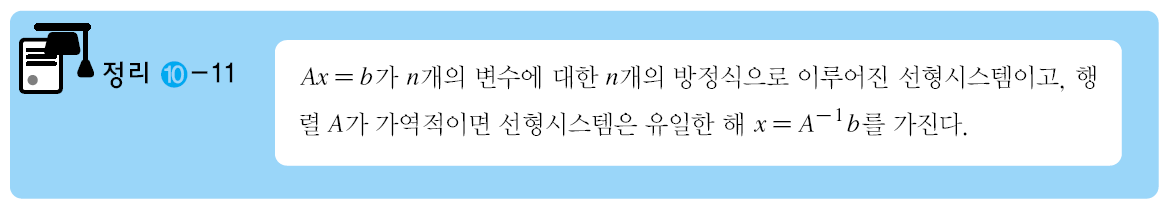 정리 10-11
Ax = b가 n개의 변수에 대한 n개의 방정식으로 이루어진 선형시스템이고, 행
렬 A가 가역적이면 선형시스템은 유일한 해 x = A⁻¹b를 가진다.